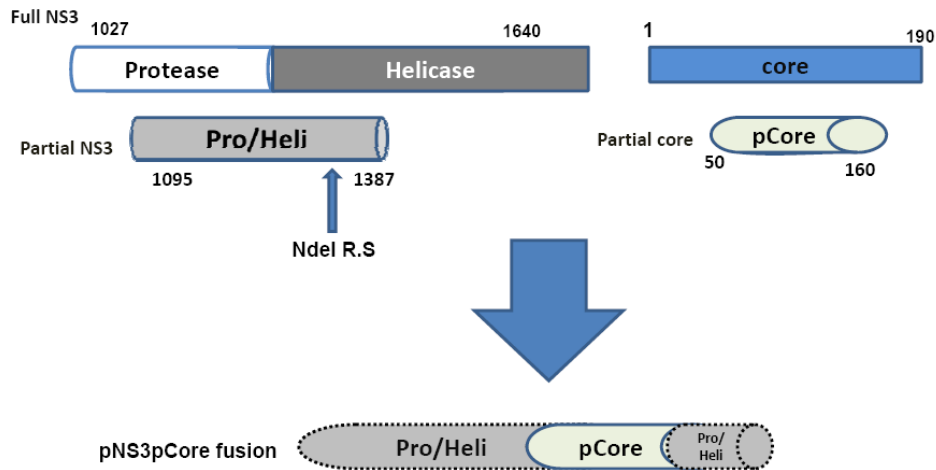 Full NS3
1027
1640
1
190
Protease
Helicase
core
Partial NS3
Pro/Heli
1095
1387
Partial core
pCore
50
160
NdeI R.S
pNS3pCore fusion
Pro/Heli
pCore
Pro/
Heli